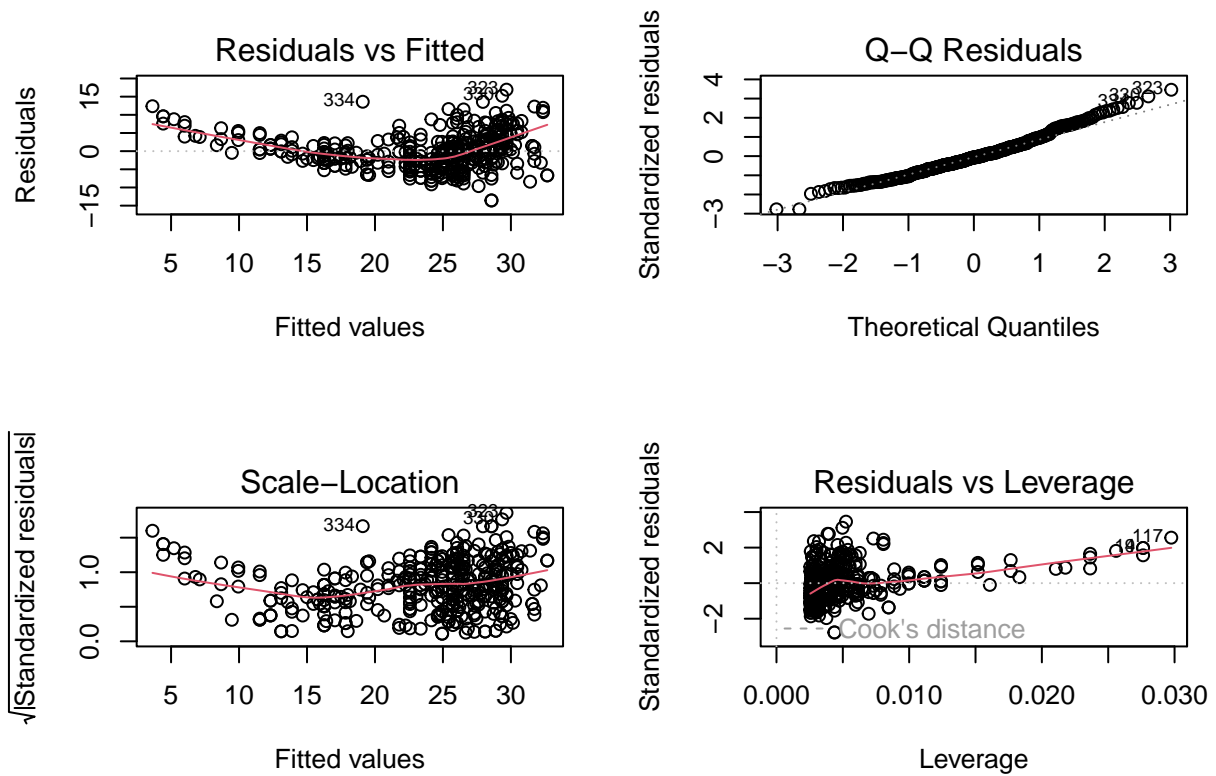 Residuals vs Fitted
Residuals
15
0
−15
334
323
330
5 10 15 20 25 30
Fitted values
Q−Q Residuals
Standardized residuals
4
2
0
−3
323
−3 −2 −1 0 1 2 3
Theoretical Quantiles
Scale−Location
√|Standardized residuals|
1.0
0.0
334
323
330
5 10 15 20 25 30
Fitted values
Residuals vs Leverage
Standardized residuals
2
−2
117
Cook's distance
0.000 0.010 0.020 0.030
Leverage